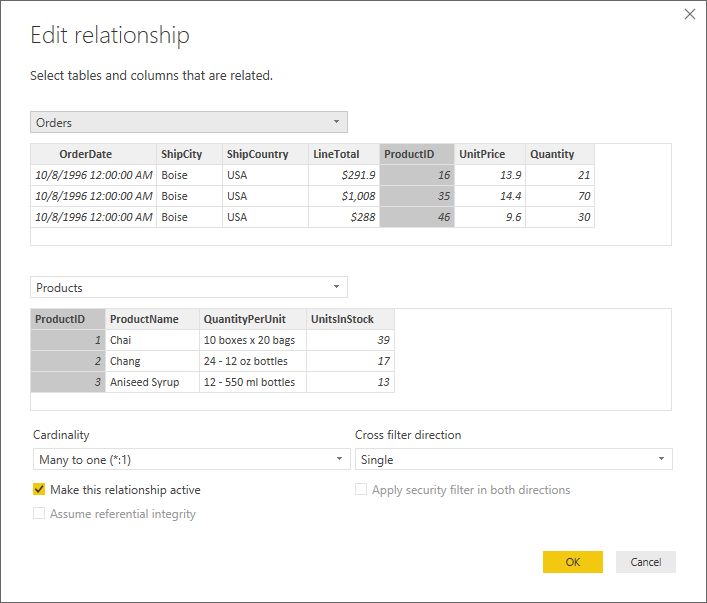 Edit relationship
Select tables and columns that are related.
Orders
OrderDate ShipCity ShipCountry LineTotal ProductID UnitPrice Quantity
10/8/1996 12:00:00 AM Boise USA $291.9 16 13.9 21
10/8/1996 12:00:00 AM Boise USA $1,008 35 14.4 70
10/8/1996 12:00:00 AM Boise USA $288 46 9.6 30
Products
ProductID ProductName QuantityPerUnit UnitsInStock
1 Chai 10 boxes x 20 bags 39
2 Chang 24 - 12 oz bottles 17
3 Aniseed Syrup 12 - 550 ml bottles 13
Cardinality Cross filter direction
Many to one (*:1) Single
Make this relationship active Apply security filter in both directions
Assume referential integrity
OK Cancel